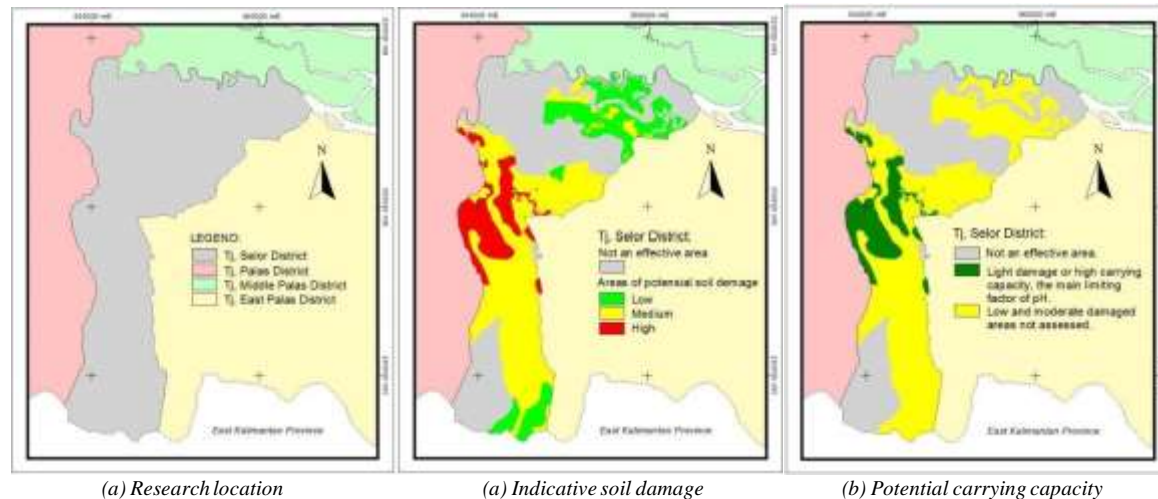 N
LEGEND:
Tj, Selor District
Tj, Palas District
Tj, Middle Palas District
Tj, East Palas District
East Kalimantan Province
(a) Research location
N
Tj, Selor District:
Not an effective area
Areas of potensial soil damage
Low
Medium
High
East Kalimantan Province
(a) Indicative soil damage
N
Tj, Selor District:
Not an effective area.
Light damage or high carrying
capacity, the main limiting
factor of pH.
Low and moderate damaged
areas not assessed.
East Kalimantan Province
(b) Potential carrying capacity